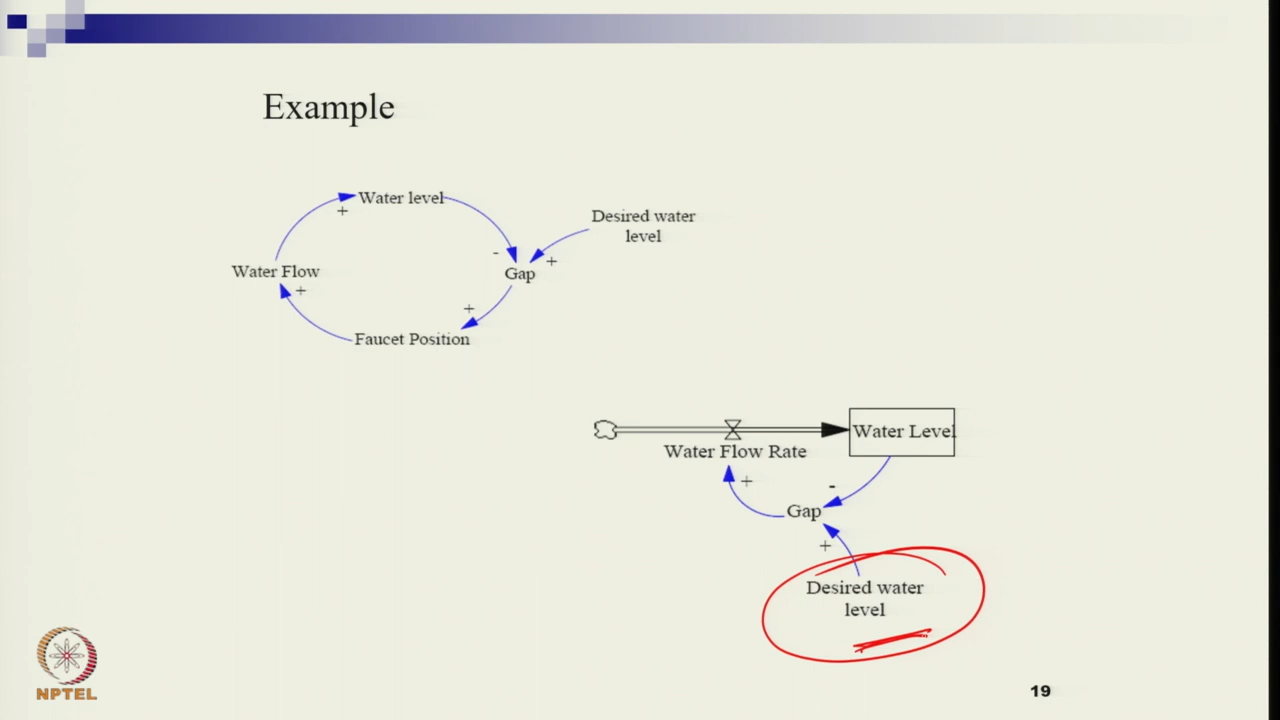 Example
Water level
+
Desired water
level
-
+
Water Flow
Gap
+
+
Faucet Position
Water Level
Water Flow Rate
+
-
Gap
+
Desired water
level
NPTEL
19